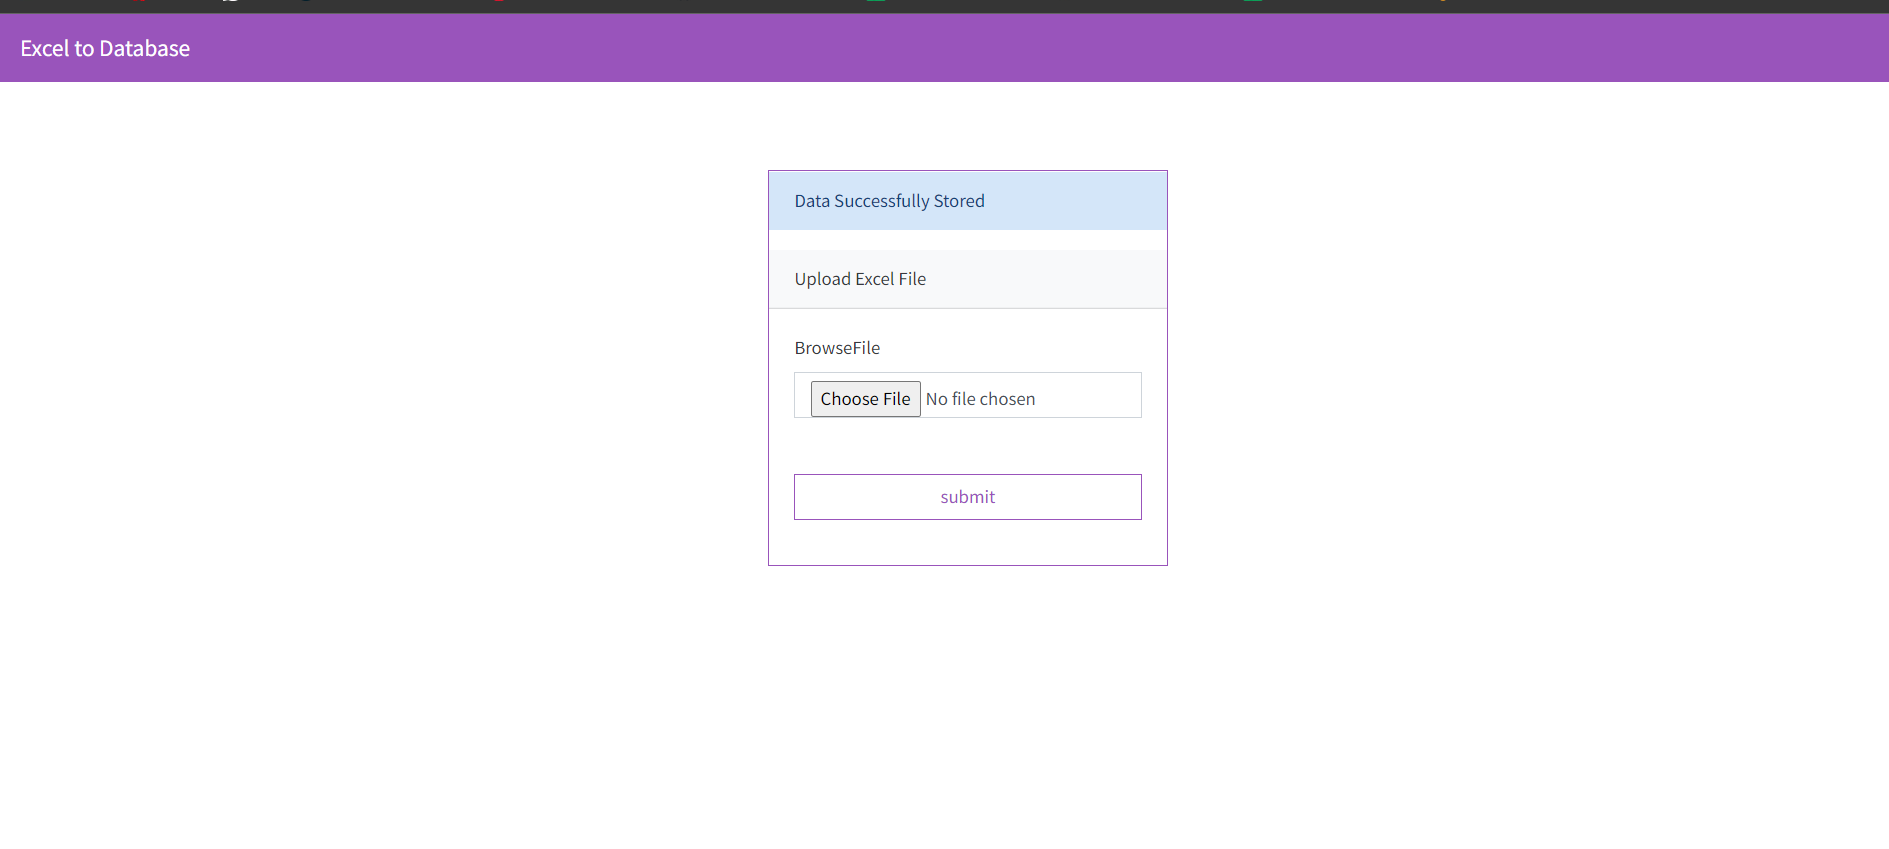 Excel to Database
Data Successfully Stored
Upload Excel File
BrowseFile
Choose File No file chosen
submit